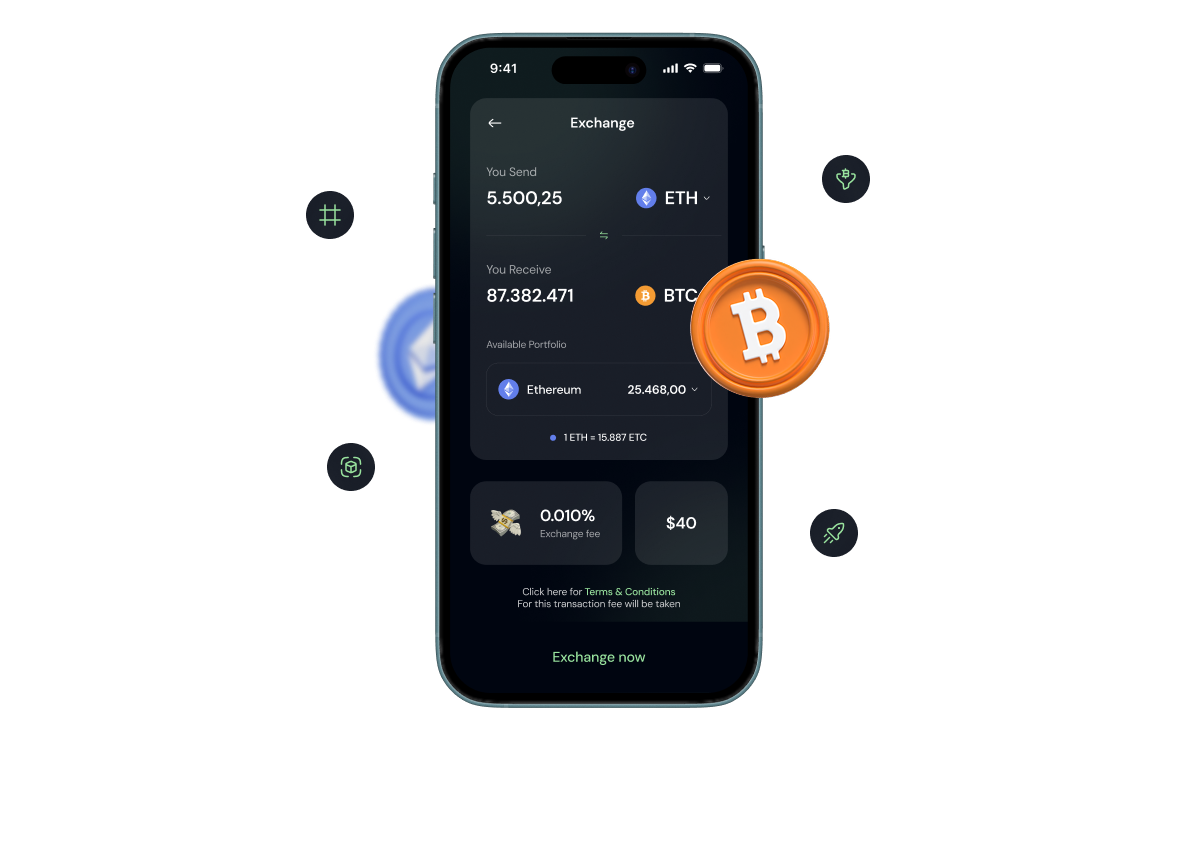 9:41
Exchange
You Send
5.500,25
ETH
You Receive
87.382.471
BTC
Available Portfolio
Ethereum
25.468,00
1 ETH = 15.887 ETC
0.010%
Exchange fee
$40
Click here for Terms & Conditions
For this transaction fee will be taken
Exchange now